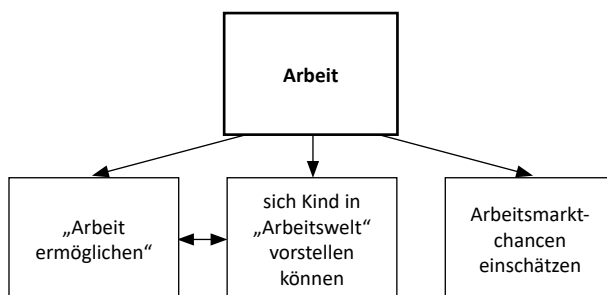 Arbeit
„Arbeit
ermöglichen“
sich Kind in
„Arbeitswelt“
vorstellen
können
Arbeitsmarkt-
chancen
einschätzen